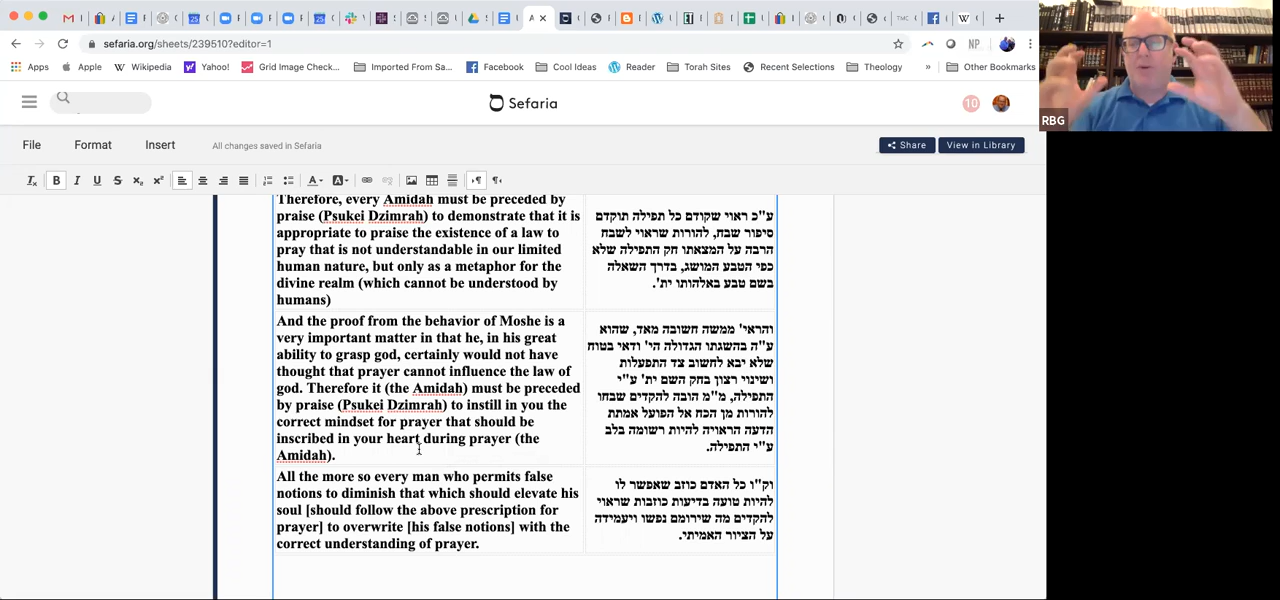 sefaria.org/sheets/239510?editor=1
NP
Apps Apple Wikipedia Yahoo! Grid Image Check... Imported From Sa... Facebook Cool Ideas Reader Torah Sites Recent Selections Theology » Other Bookmarks
Sefaria
10
RBG
File Format Insert All changes saved in Sefaria Share View in Library
Therefore, every Amidah must be preceded by
praise (Psukei Dzimrah) to demonstrate that it is
appropriate to praise the existence of a law to
pray that is not understandable in our limited
human nature, but only as a metaphor for the
divine realm (which cannot be understood by
humans)
ע"כ ראוי שקודם כל תפילה תוקדם
סיפור שבח, להורות שראוי לשבח
הרבה על המצאתו חק התפילה שלא
כפי הטבע המושג, בדרך השאלה
בשם טבע באלהותו ית'.
And the proof from the behavior of Moshe is a
very important matter in that he, in his great
ability to grasp god, certainly would not have
thought that prayer cannot influence the law of
god. Therefore it (the Amidah) must be preceded
by praise (Psukei Dzimrah) to instill in you the
correct mindset for prayer that should be
inscribed in your heart during prayer (the
Amidah).
והראי' ממשה חשובה מאד, שהוא
ע"ה בהשגתו הגדולה הי' ודאי בטוח
שלא יבא לחשוב צד התפעלות
ושינוי רצון בחק השם ית' ע"י
התפילה, מ"מ הובה להקדים שבחו
להורות מן הכח אל הפועל אמתת
הדעה הראויה להיות רשומה בלב
ע"י התפילה.
All the more so every man who permits false
notions to diminish that which should elevate his
soul [should follow the above prescription for
prayer] to overwrite [his false notions] with the
correct understanding of prayer.
וק"ו כל האדם כוזב שאפשר לו
להיות טועה בדיעות כוזבות שראוי
להקדים מה שירומם נפשו ויעמידה
על הציור האמיתי.